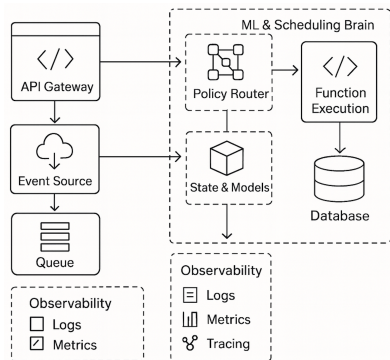 ML & Scheduling Brain
API Gateway
Policy Router
Function
Execution
Event Source
State & Models
Database
Queue
Observability
Logs
Metrics
Observability
Logs
Metrics
Tracing